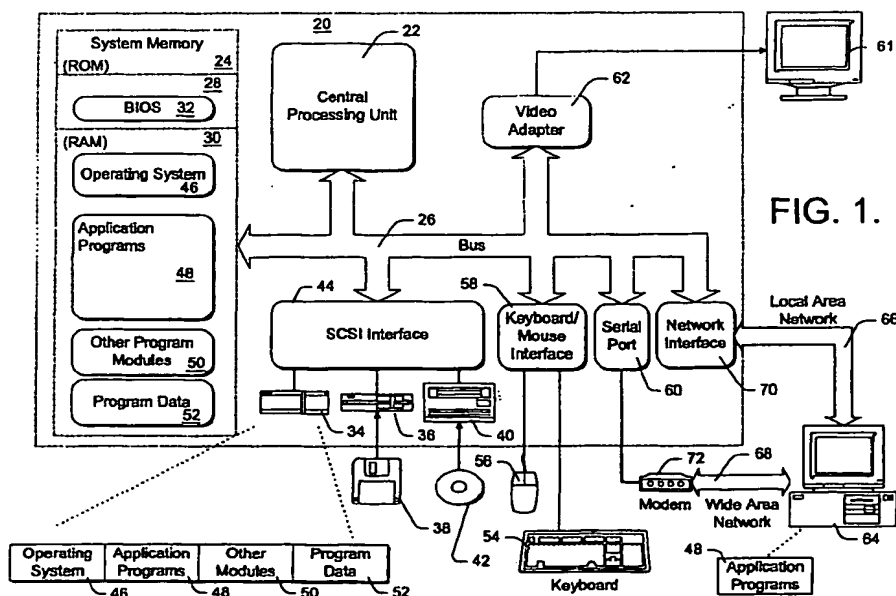 20
System Memory
(ROM) 24
28
BIOS 32
(RAM) 30
Operating System
46
Application
Programs
48
Other Program
Modules 50
Program Data
52
22
Central
Processing Unit
62
Video
Adapter
61
FIG. 1.
26
Bus
44
SCSI Interface
58
Keyboard/
Mouse
Interface
Serial
Port
60
Network
Interface
70
Local Area
Network
66
34
36
40
38
42
56
54
Keyboard
72
Modem
68
Wide Area
Network
64
48
Application
Programs
Operating
System
Application
Programs
Other
Modules
Program
Data
46
48
50
52